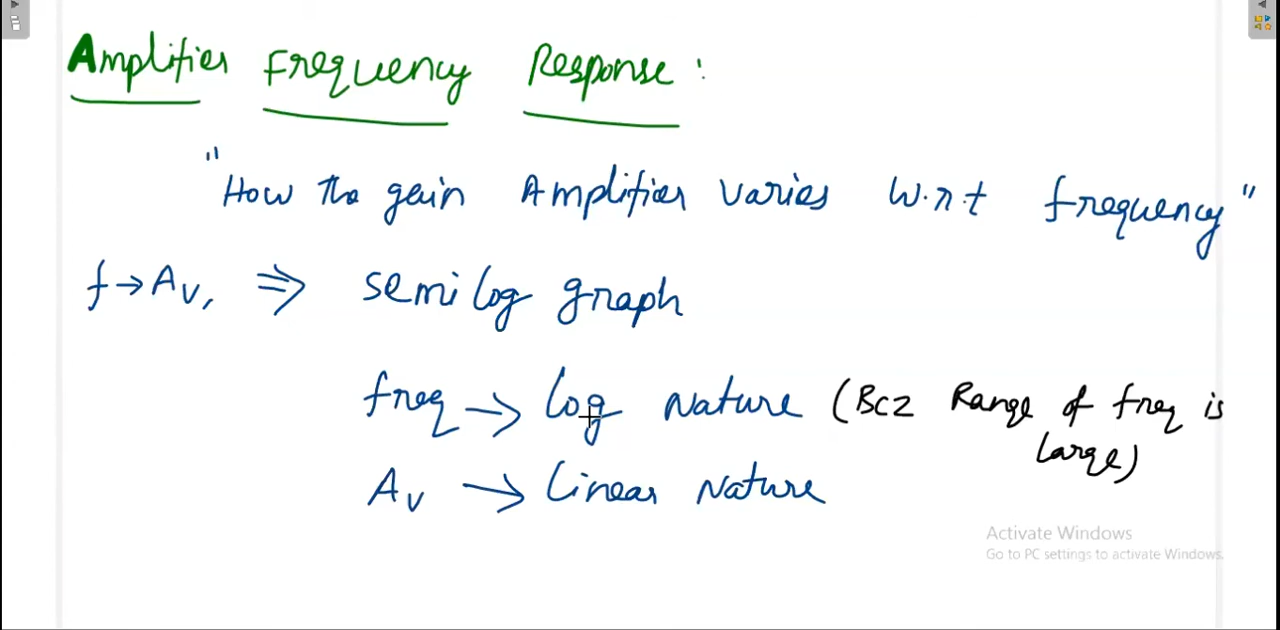 Amplifier Frequency Response :
"How the gain Amplifier varies w.r.t frequency"
f → Av, ⇒ semilog graph
freq → log Nature (Bcz Range of freq is
large)
Av → Linear Nature
Activate Windows
Go to PC settings to activate Windows.